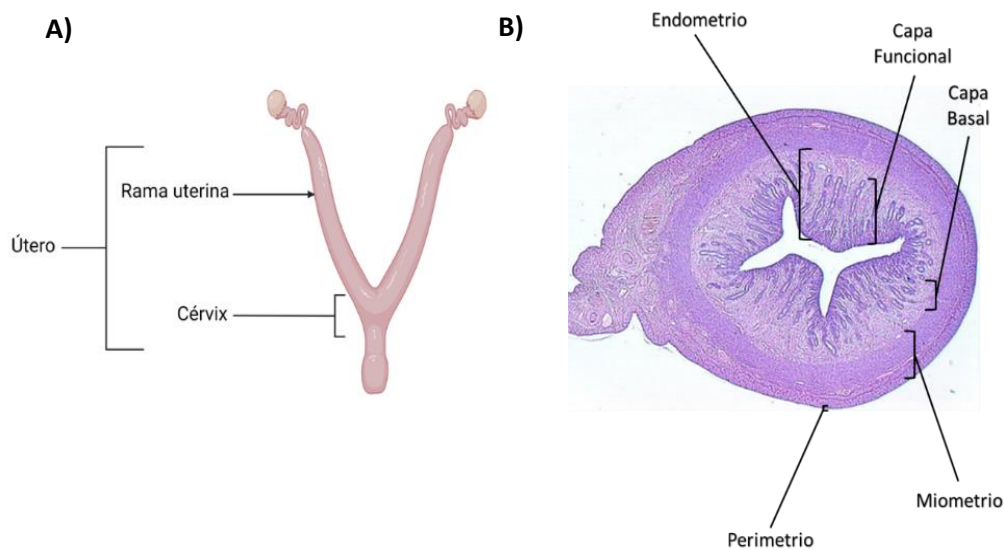 A)
Útero
Rama uterina
Cérvix
B)
Endometrio
Capa
Funcional
Capa
Basal
Miometrio
Perimetrio